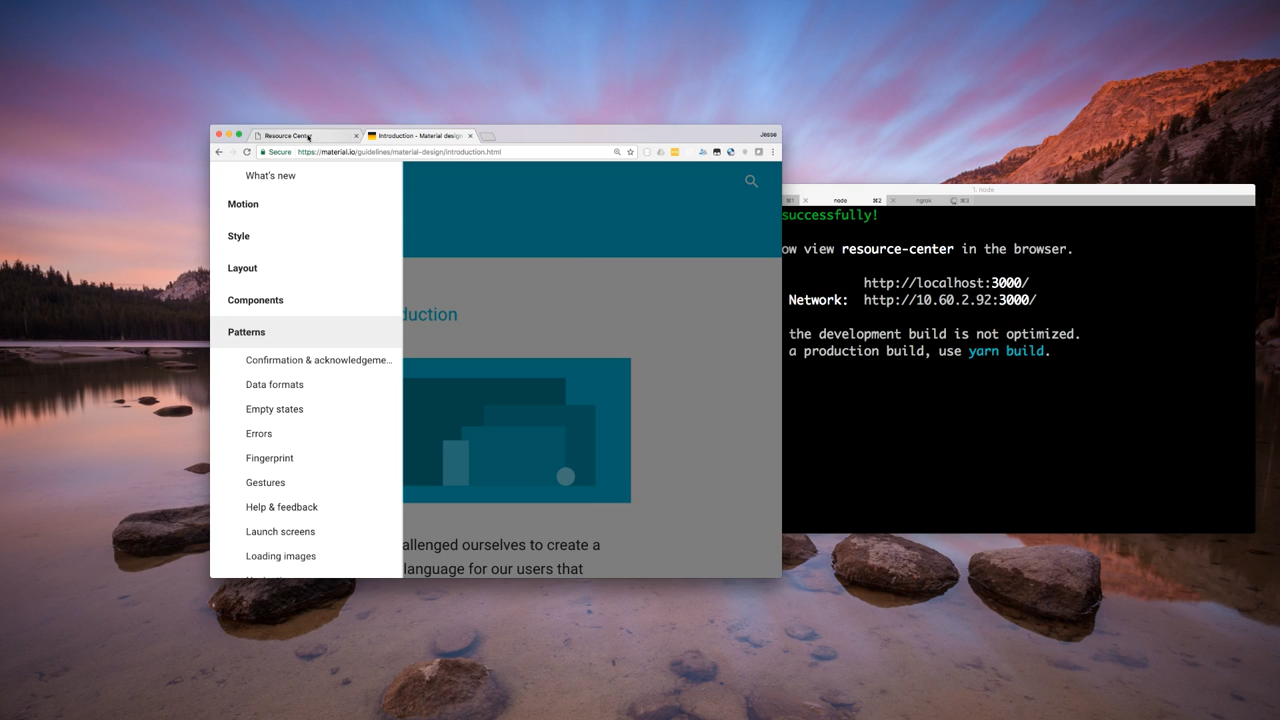 Resource Center
Introduction - Material design
Jesse
Secure
https://material.io/guidelines/material-design/introduction.html
What's new
Motion
Style
Layout
Components
Patterns
Confirmation & acknowledgeme...
Data formats
Empty states
Errors
Fingerprint
Gestures
Help & feedback
Launch screens
Loading images
duction
allenged ourselves to create a
language for our users that
1. node
⌘1
node
⌘2
ngrok
⌘3
successfully!
ow view resource-center in the browser.
http://localhost:3000/
Network: http://10.60.2.92:3000/
the development build is not optimized.
a production build, use yarn build.